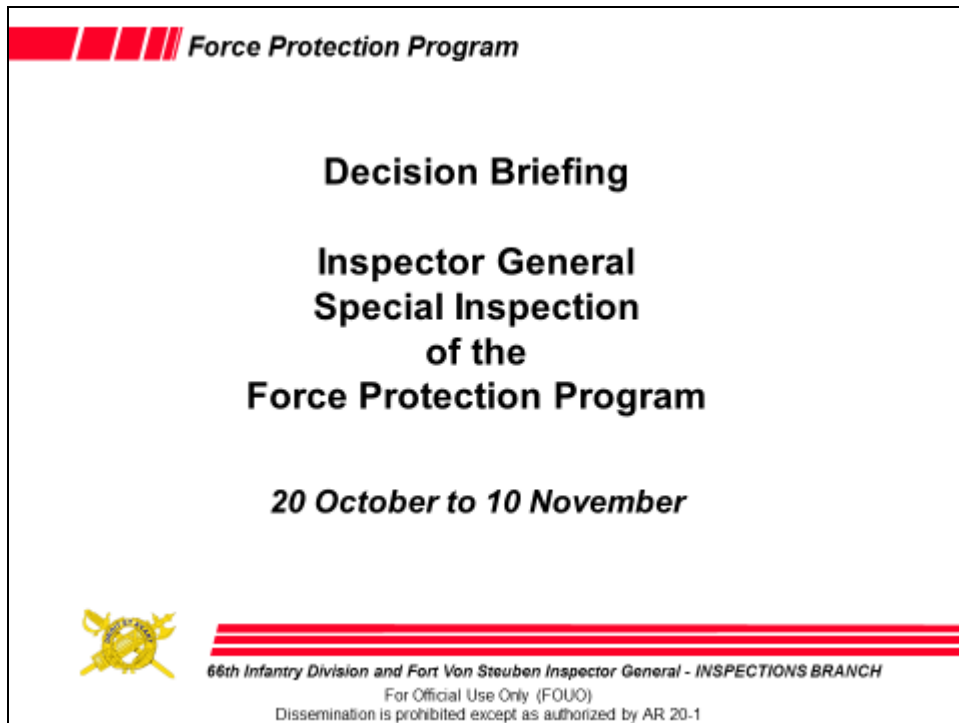 Force Protection Program
Decision Briefing
Inspector General
Special Inspection
of the
Force Protection Program
20 October to 10 November
66th Infantry Division and Fort Von Steuben Inspector General - INSPECTIONS BRANCH
For Official Use Only (FOUO)
Dissemination is prohibited except as authorized by AR 20-1